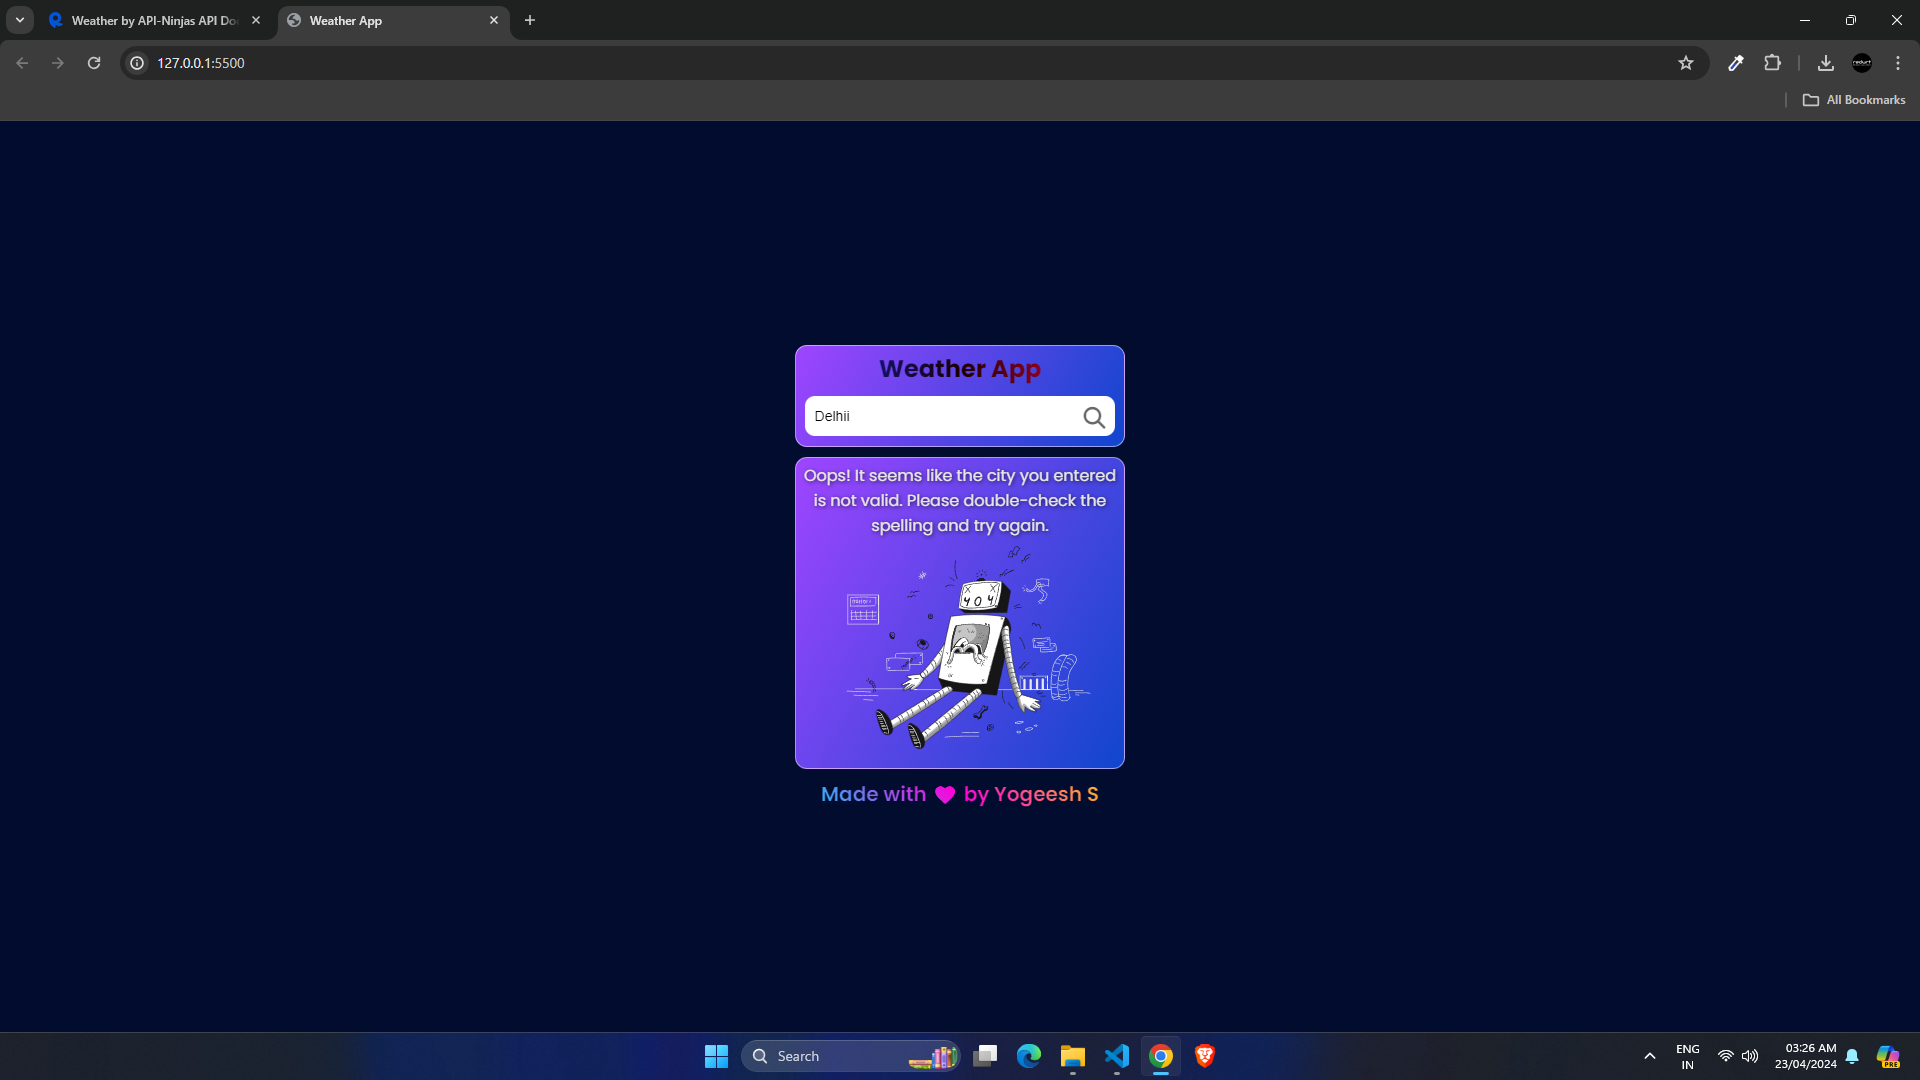 Weather by API-Ninjas API Do
Weather App
127.0.0.1:5500
All Bookmarks
Weather App
Delhii
Oops! It seems like the city you entered
is not valid. Please double-check the
spelling and try again.
404
Made with by Yogeesh S
Search
ENG
IN
03:26 AM
23/04/2024
PRE